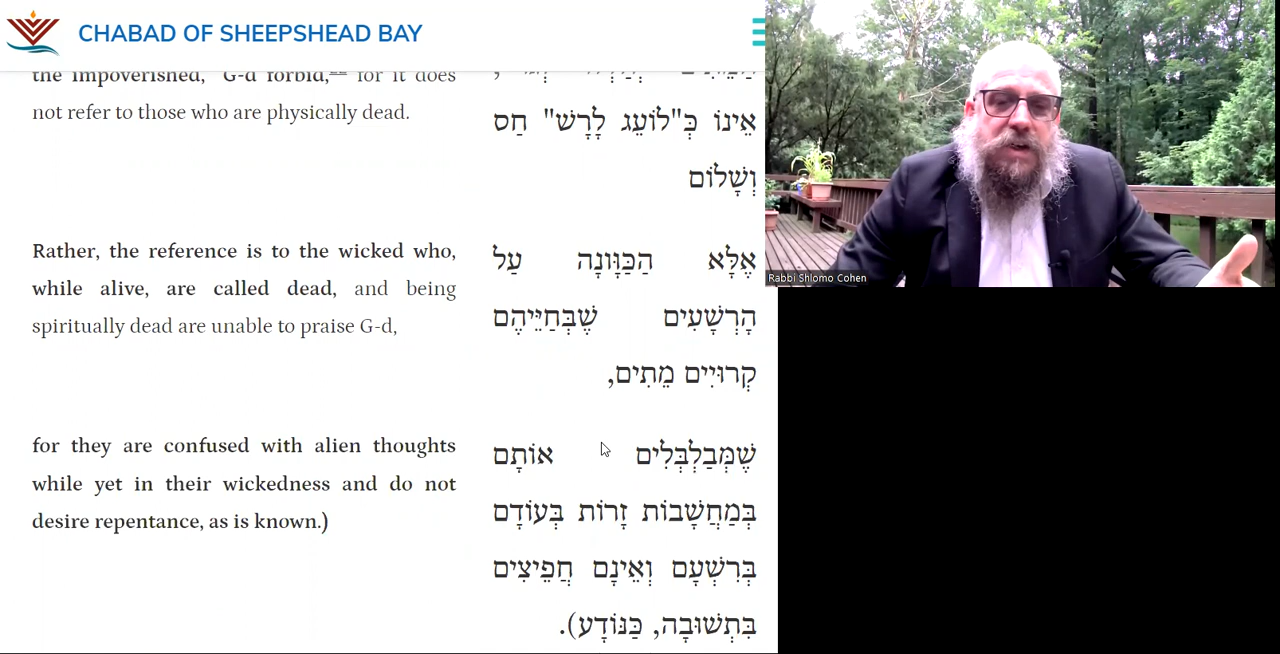 CHABAD OF SHEEPSHEAD BAY
the impoverished, G-d forbid, for it does
not refer to those who are physically dead.
אֵינוֹ כְּ"לוֹעֵג לָרָשׁ" חַס
וְשָׁלוֹם
Rather, the reference is to the wicked who,
while alive, are called dead, and being
spiritually dead are unable to praise G-d,
אֶלָּא הַכַּוָּונָה עַל
הָרְשָׁעִים שֶׁבְּחַיֵּיהֶם
קְרוּיִים מֵתִים,
for they are confused with alien thoughts
while yet in their wickedness and do not
desire repentance, as is known.)
שֶׁמְּבַלְבְּלִים אוֹתָם
בְּמַחֲשָׁבוֹת זָרוֹת בְּעוֹדָם
בְּרִשְׁעָם וְאֵינָם חֲפֵיצִים
בִּתְשׁוּבָה, כַּנּוֹדָע).
Rabbi Shlomo Cohen